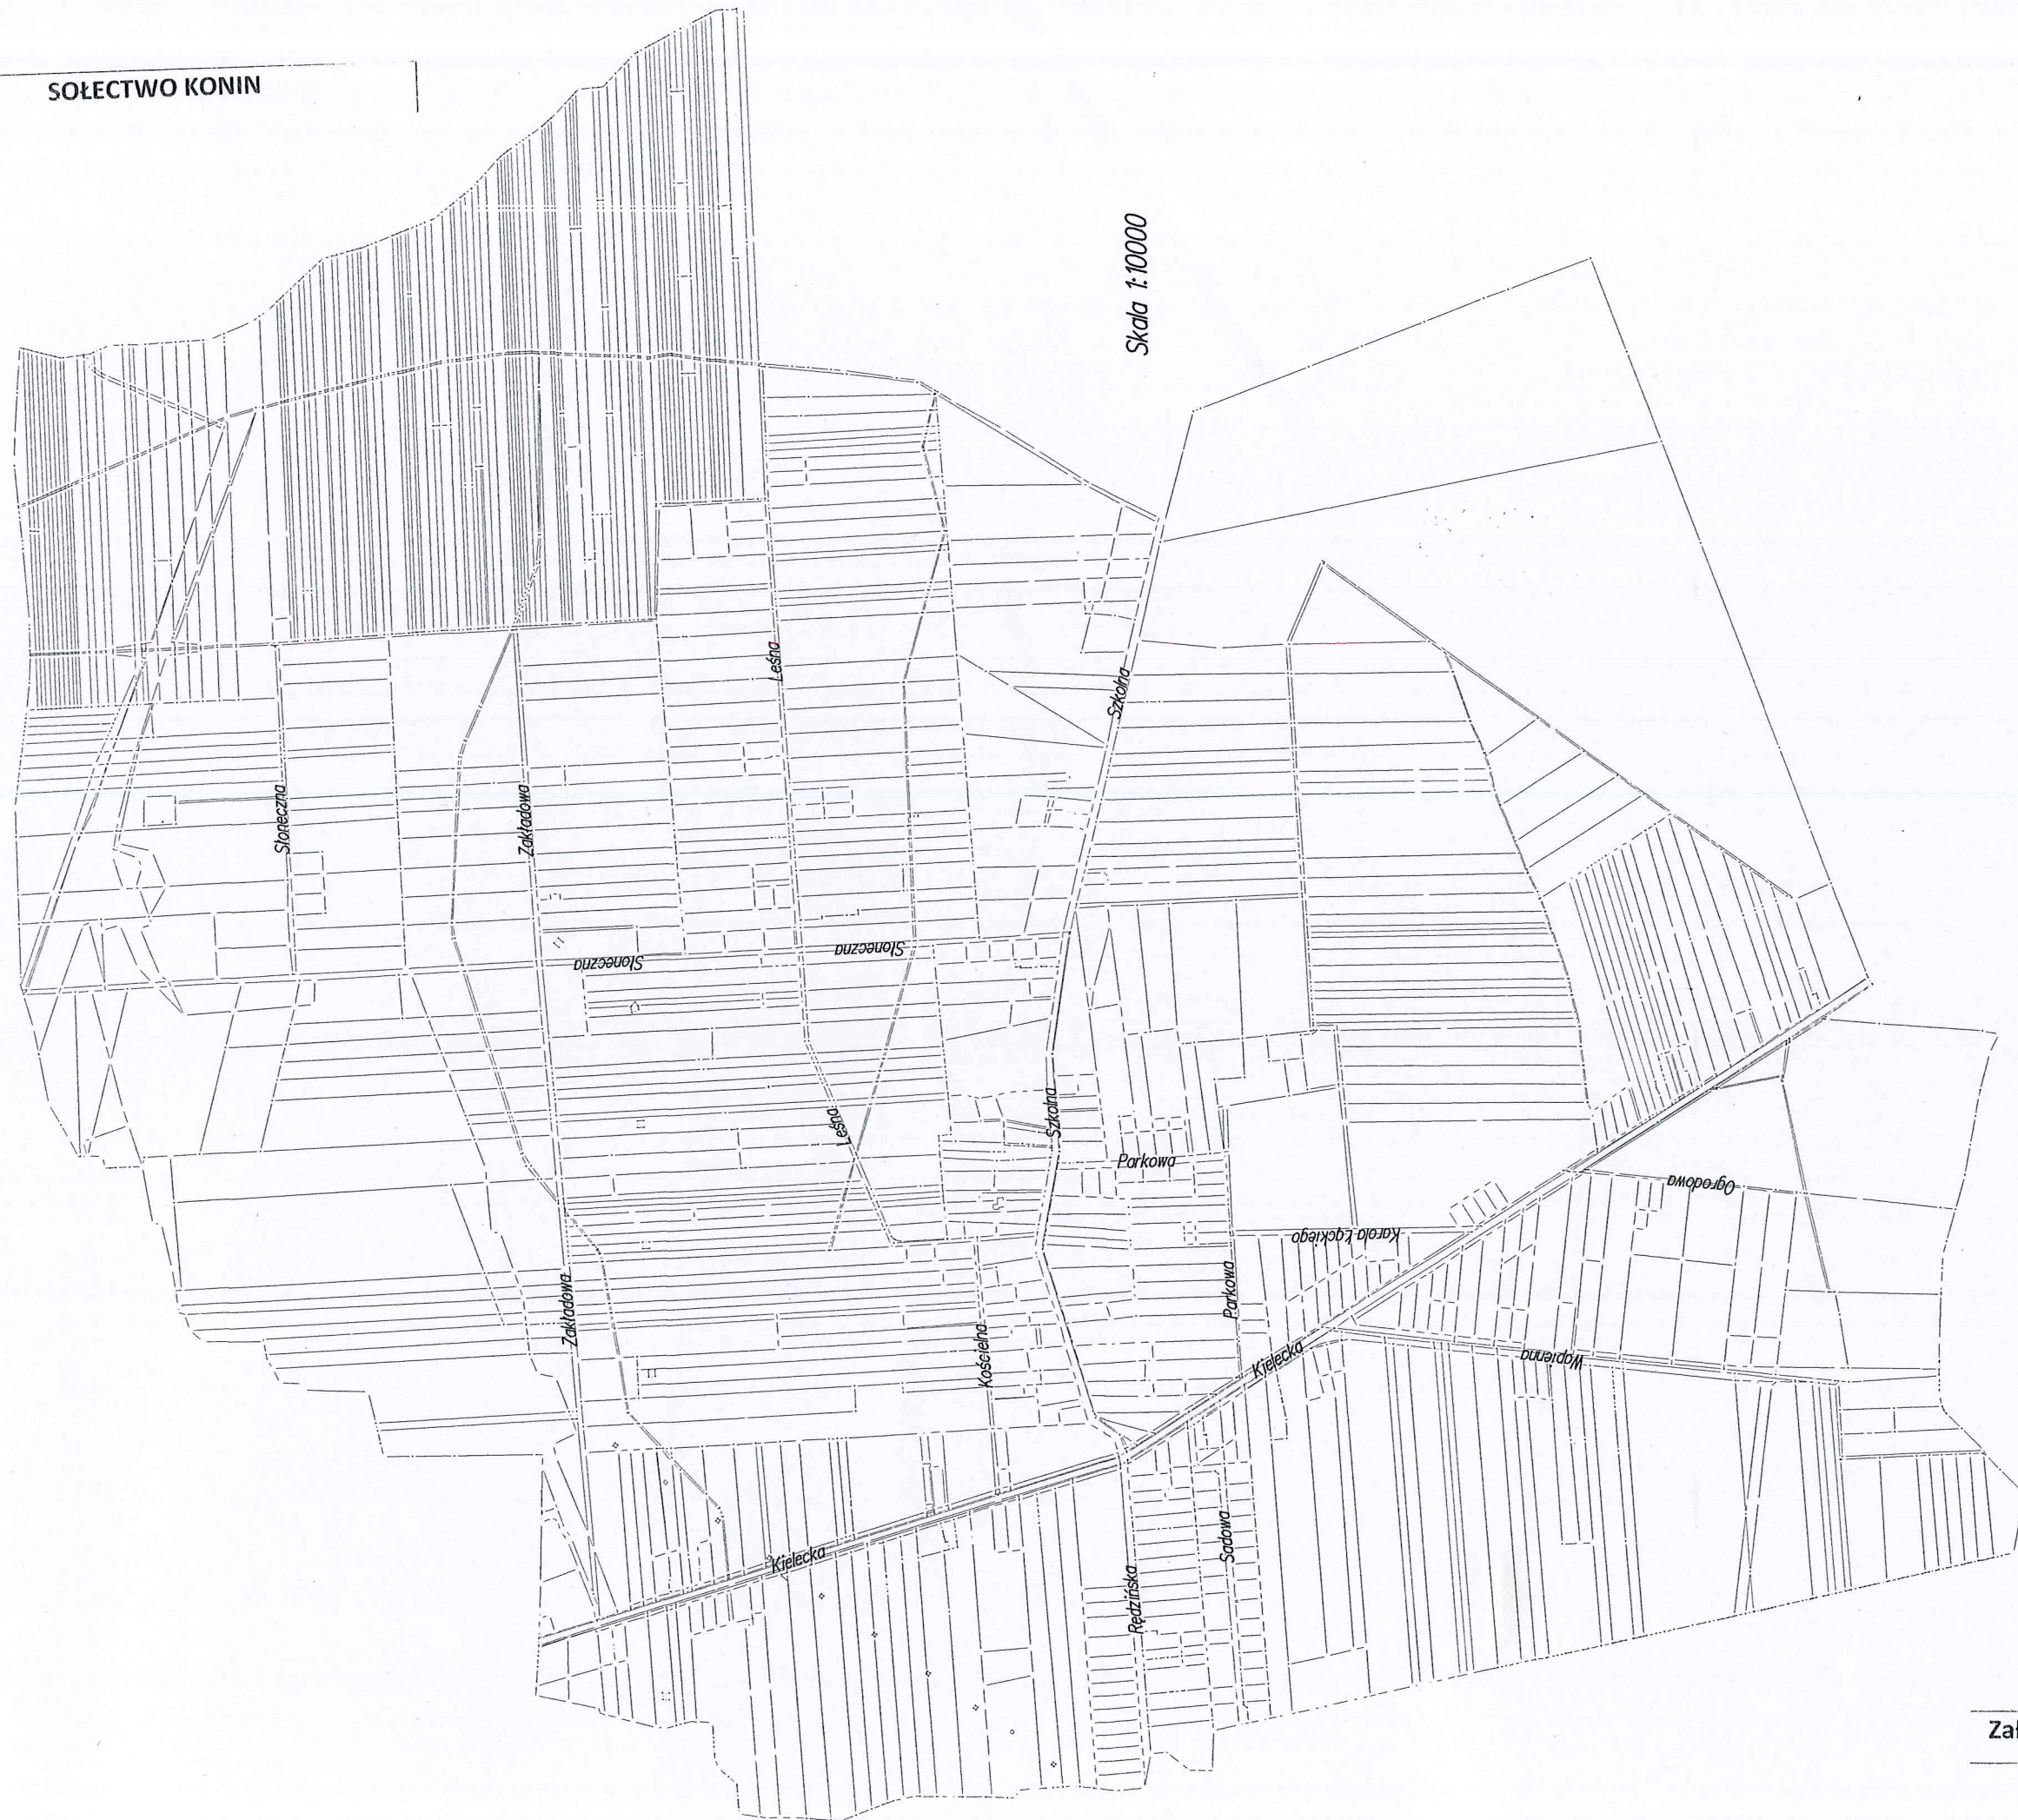 SOŁECTWO KONIN
Skala 1:10000
Leśna
Szkolna
Słoneczna
Zakładowa
Słoneczna
Słoneczna
Leśna
Szkolna
Parkowa
Ogrodowa
Karola Łąckiego
Zakładowa
Parkowa
Kościelna
Kielecka
Wapienna
Kielecka
Sadowa
Rędzińska